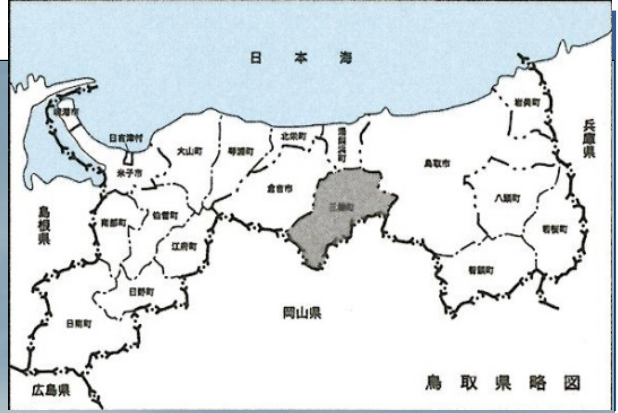 日本海
岩美町
兵庫県
境港市
日吉津村
米子市
大山町
琴浦町
北栄町
湯梨浜町
鳥取市
倉吉市
三朝町
八頭町
若桜町
智頭町
島根県
南部町
伯耆町
江府町
日野町
日南町
岡山県
広島県
鳥取県略図